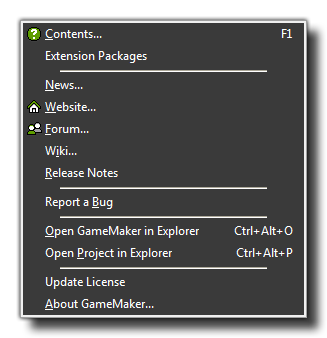 Contents... F1
Extension Packages
News...
Website...
Forum...
Wiki...
Release Notes
Report a Bug
Open GameMaker in Explorer Ctrl+Alt+O
Open Project in Explorer Ctrl+Alt+P
Update License
About GameMaker...